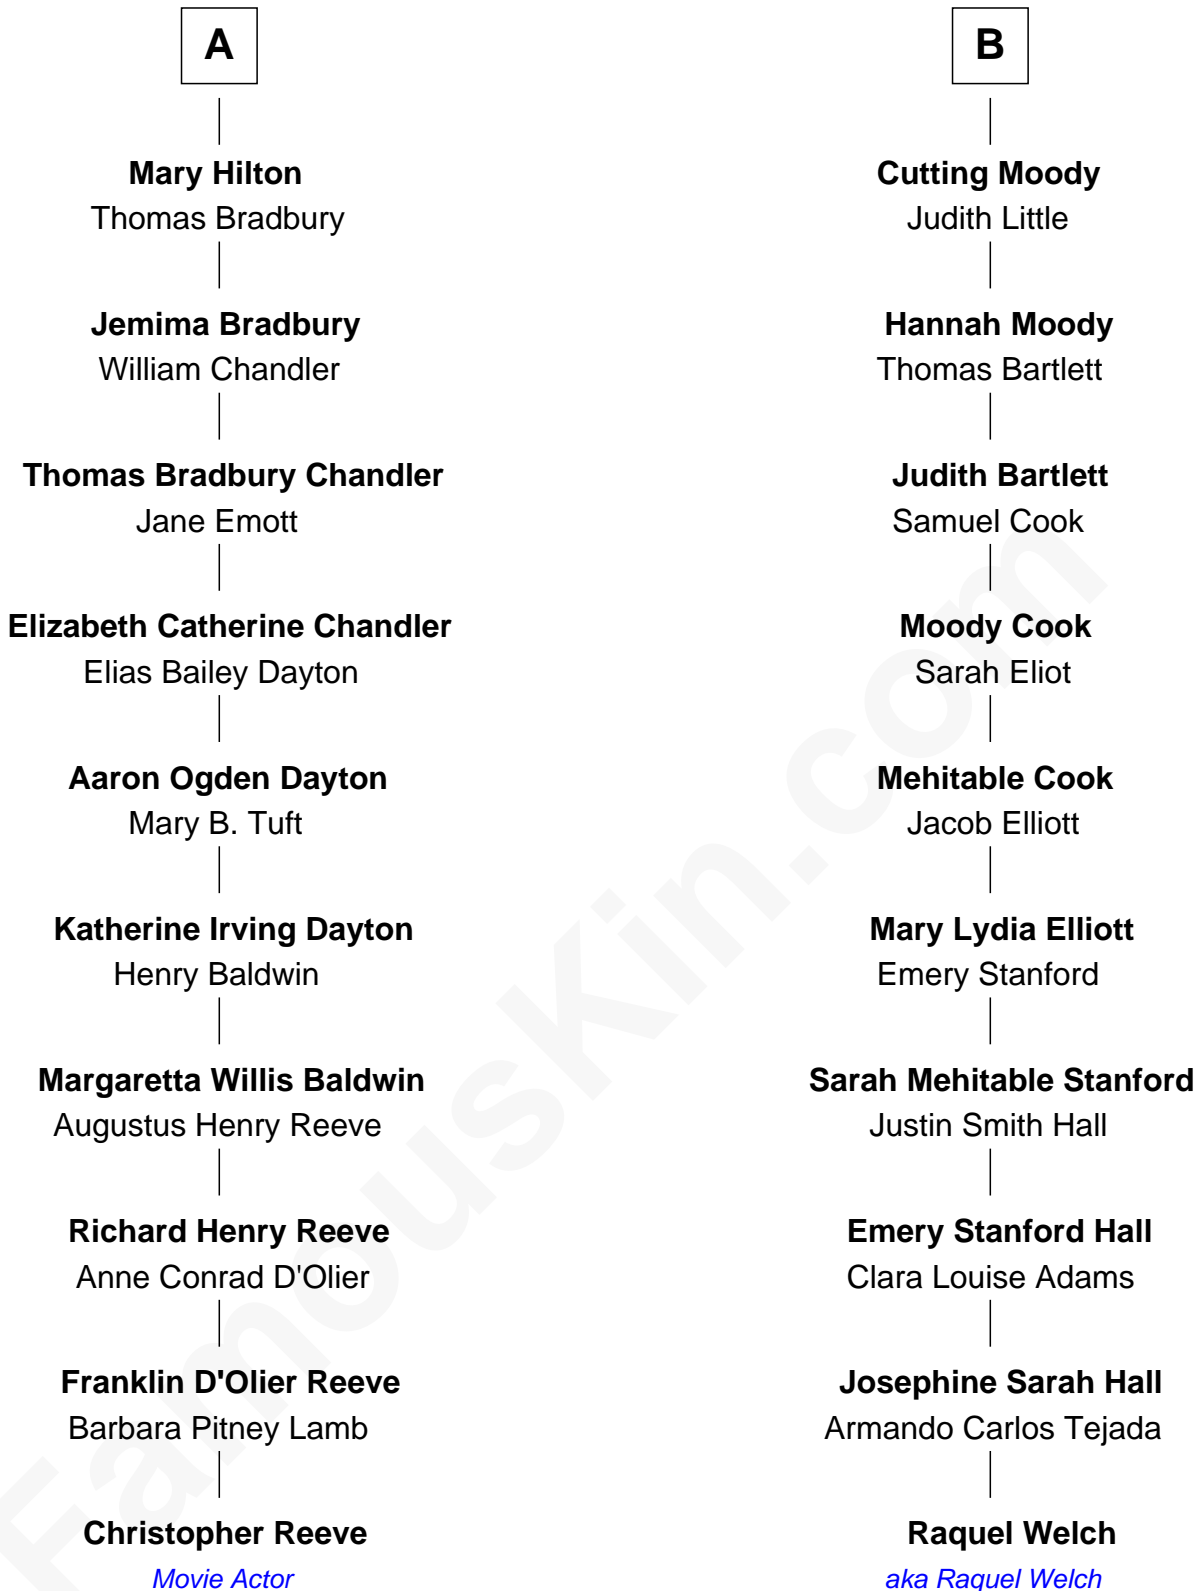 A
Mary Hilton
Thomas Bradbury
Jemima Bradbury
William Chandler
Thomas Bradbury Chandler
Jane Emott
Elizabeth Catherine Chandler
Elias Bailey Dayton
Aaron Ogden Dayton
Mary B. Tuft
Katherine Irving Dayton
Henry Baldwin
Margaretta Willis Baldwin
Augustus Henry Reeve
Richard Henry Reeve
Anne Conrad D'Olier
Franklin D'Olier Reeve
Barbara Pitney Lamb
Christopher Reeve
Movie Actor
B
Cutting Moody
Judith Little
Hannah Moody
Thomas Bartlett
Judith Bartlett
Samuel Cook
Moody Cook
Sarah Eliot
Mehitable Cook
Jacob Elliott
Mary Lydia Elliott
Emery Stanford
Sarah Mehitable Stanford
Justin Smith Hall
Emery Stanford Hall
Clara Louise Adams
Josephine Sarah Hall
Armando Carlos Tejada
Raquel Welch
aka Raquel Welch
FamousKin.com